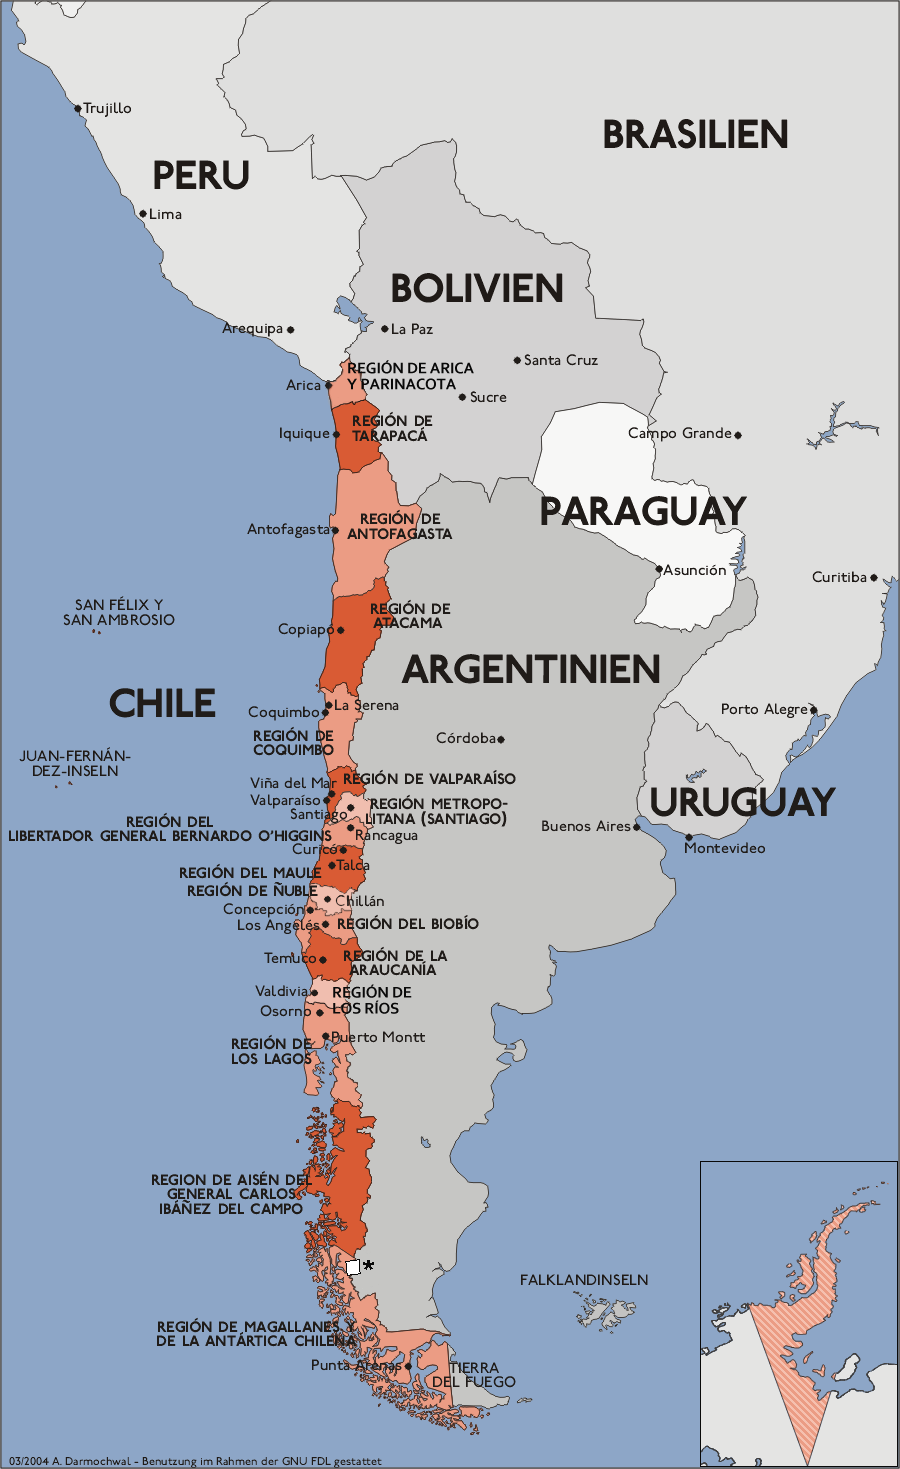 BRASILIEN
Trujillo
PERU
Lima
BOLIVIEN
Arequipa
La Paz
Santa Cruz
REGIÓN DE ARICA
Y PARINACOTA
Arica
Sucre
REGIÓN DE
TARAPACÁ
Iquique
Campo Grande
PARAGUAY
REGIÓN DE
ANTOFAGASTA
Antofagasta
Asunción
Curitiba
SAN FÉLIX Y
SAN AMBROSIO
REGIÓN DE
ATACAMA
Copiapó
ARGENTINIEN
CHILE
La Serena
Coquimbo
Porto Alegre
REGIÓN DE
COQUIMBO
Córdoba
JUAN-FERNÁN-
DEZ-INSELN
REGIÓN DE VALPARAÍSO
Viña del Mar
Valparaíso
URUGUAY
REGIÓN METROPO-
LITANA (SANTIAGO)
Santiago
REGIÓN DEL
LIBERTADOR GENERAL BERNARDO O'HIGGINS
Rancagua
Buenos Aires
Montevideo
Curicó
Talca
REGIÓN DEL MAULE
REGIÓN DE ÑUBLE
Chillán
Concepción
Los Angeles
REGIÓN DEL BIOBÍO
Temuco
REGIÓN DE LA
ARAUCANÍA
Valdivia
REGIÓN DE
LOS RÍOS
Osorno
Puerto Montt
REGIÓN DE
LOS LAGOS
REGION DE AISÉN DEL
GENERAL CARLOS
IBÁÑEZ DEL CAMPO
*
FALKLANDINSELN
REGIÓN DE MAGALLANES Y
DE LA ANTÁRTICA CHILENA
Punta Arenas
TIERRA
DEL FUEGO
03/2004 A. Darmochwal - Benutzung im Rahmen der GNU FDL gestattet